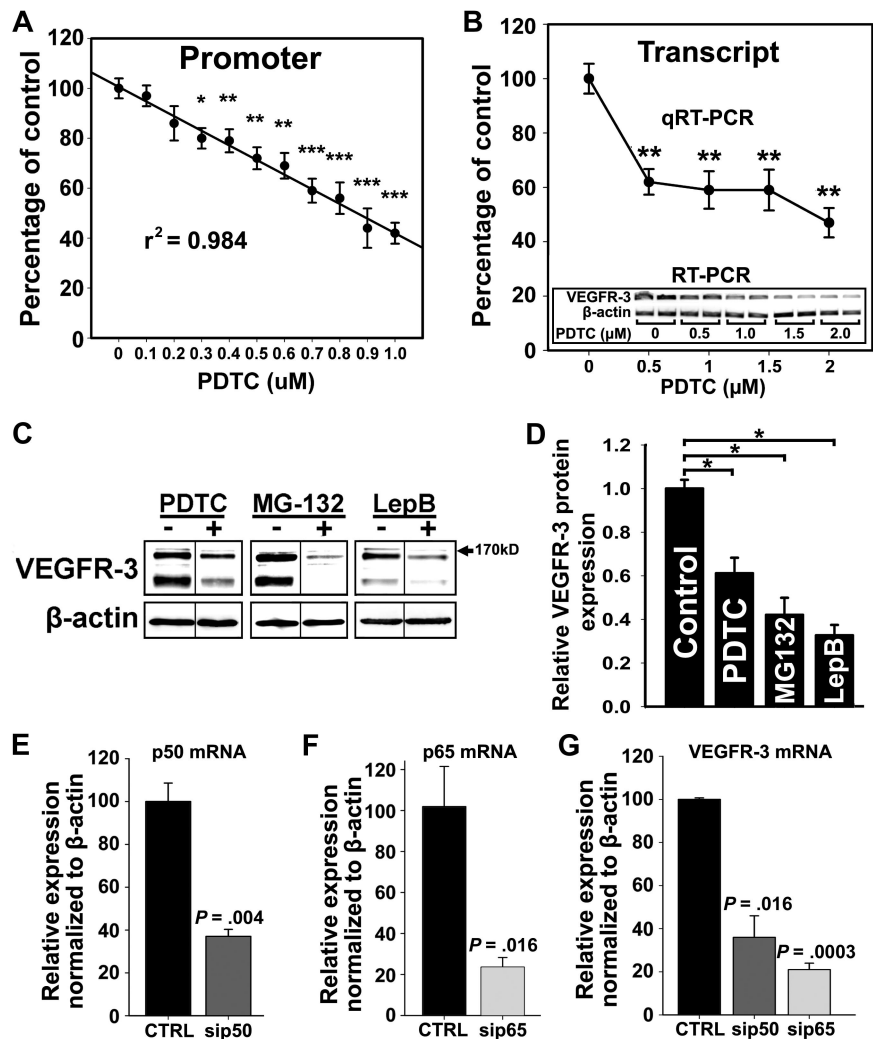 A
Promoter
Percentage of control
120
100
80
60
40
20
0
* ** ** ** *** *** *** ***
r² = 0.984
0 0.1 0.2 0.3 0.4 0.5 0.6 0.7 0.8 0.9 1.0
PDTC (uM)
B
Transcript
Percentage of control
120
100
80
60
40
20
0
qRT-PCR
** ** ** **
RT-PCR
VEGFR-3
β-actin
PDTC (μM) 0 0.5 1.0 1.5 2.0
0 0.5 1 1.5 2
PDTC (μM)
C
PDTC MG-132 LepB
- + - + - +
VEGFR-3
170kD
β-actin
D
Relative VEGFR-3 protein
expression
1.2
1.0
0.8
0.6
0.4
0.2
0.0
*
*
*
Control
PDTC
MG132
LepB
E
p50 mRNA
Relative expression
normalized to β-actin
120
100
80
60
40
20
0
P = .004
CTRL sip50
F
p65 mRNA
Relative expression
normalized to β-actin
120
100
80
60
40
20
0
P = .016
CTRL sip65
G
VEGFR-3 mRNA
Relative expression
normalized to β-actin
120
100
80
60
40
20
0
P = .016
P = .0003
CTRL sip50 sip65